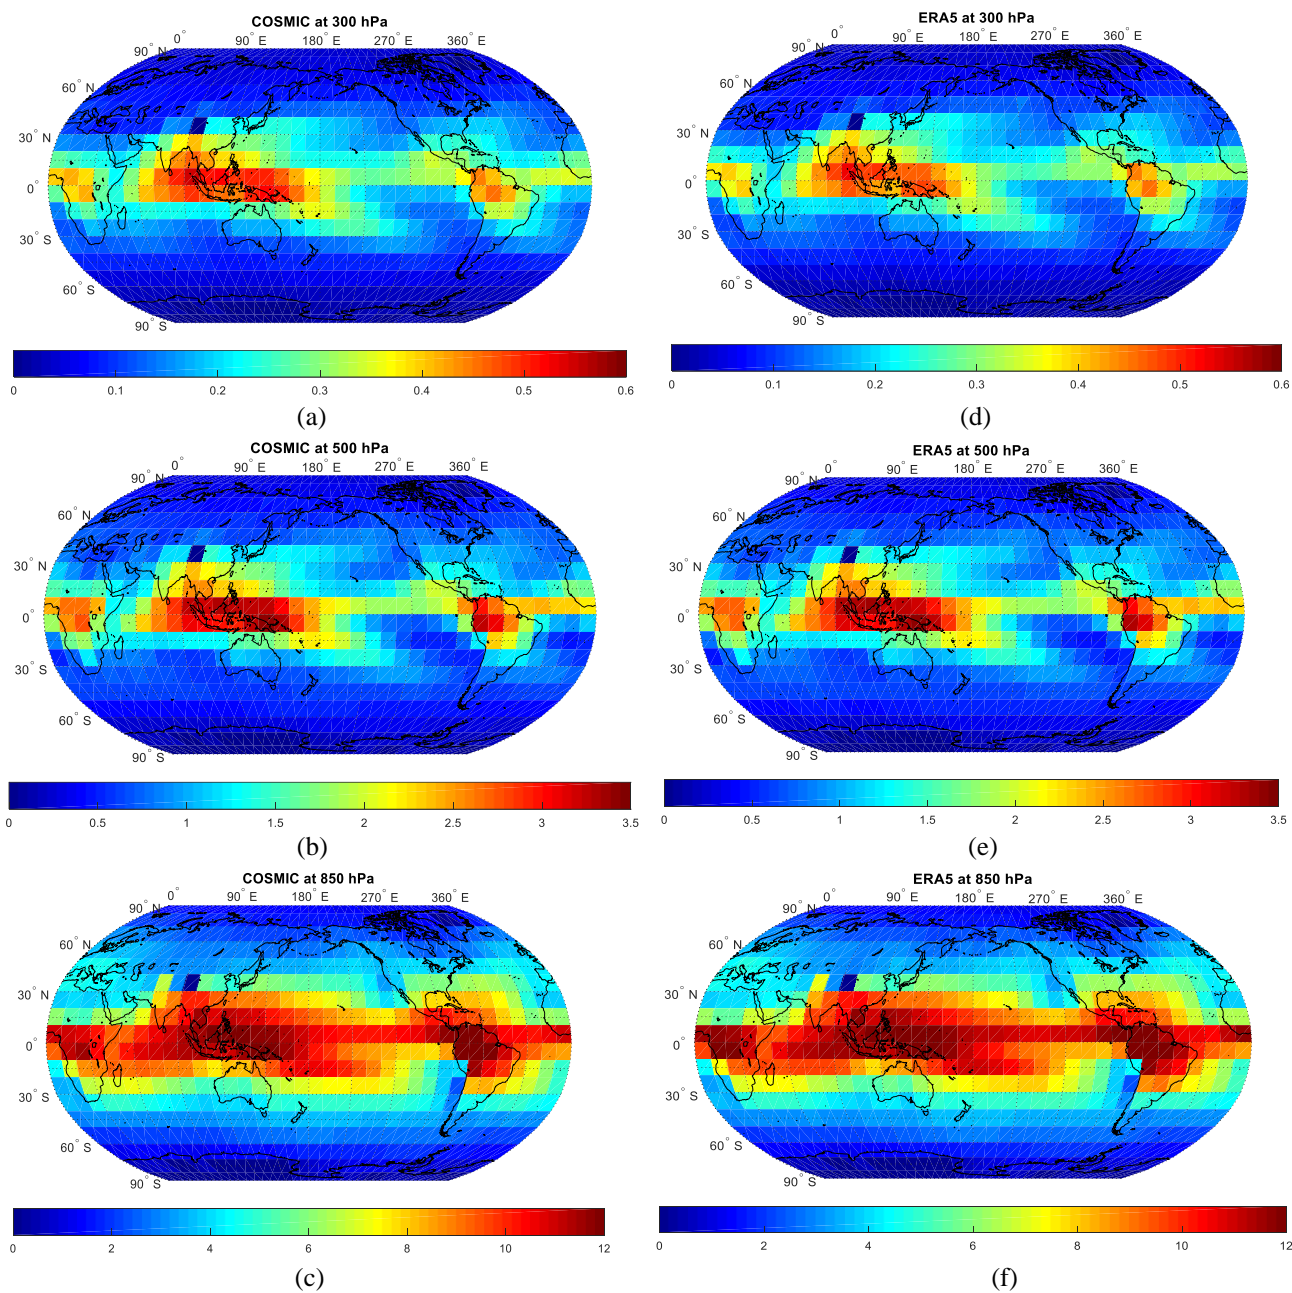 COSMIC at 300 hPa
0° 90° E 180° E 270° E 360° E
90° N
60° N
30° N
0°
30° S
60° S
90° S
0 0.1 0.2 0.3 0.4 0.5 0.6
(a)
ERA5 at 300 hPa
0° 90° E 180° E 270° E 360° E
90° N
60° N
30° N
0°
30° S
60° S
90° S
0 0.1 0.2 0.3 0.4 0.5 0.6
(d)
COSMIC at 500 hPa
0° 90° E 180° E 270° E 360° E
90° N
60° N
30° N
0°
30° S
60° S
90° S
0 0.5 1 1.5 2 2.5 3 3.5
(b)
ERA5 at 500 hPa
0° 90° E 180° E 270° E 360° E
90° N
60° N
30° N
0°
30° S
60° S
90° S
0 0.5 1 1.5 2 2.5 3 3.5
(e)
COSMIC at 850 hPa
0° 90° E 180° E 270° E 360° E
90° N
60° N
30° N
0°
30° S
60° S
90° S
0 2 4 6 8 10 12
(c)
ERA5 at 850 hPa
0° 90° E 180° E 270° E 360° E
90° N
60° N
30° N
0°
30° S
60° S
90° S
0 2 4 6 8 10 12
(f)